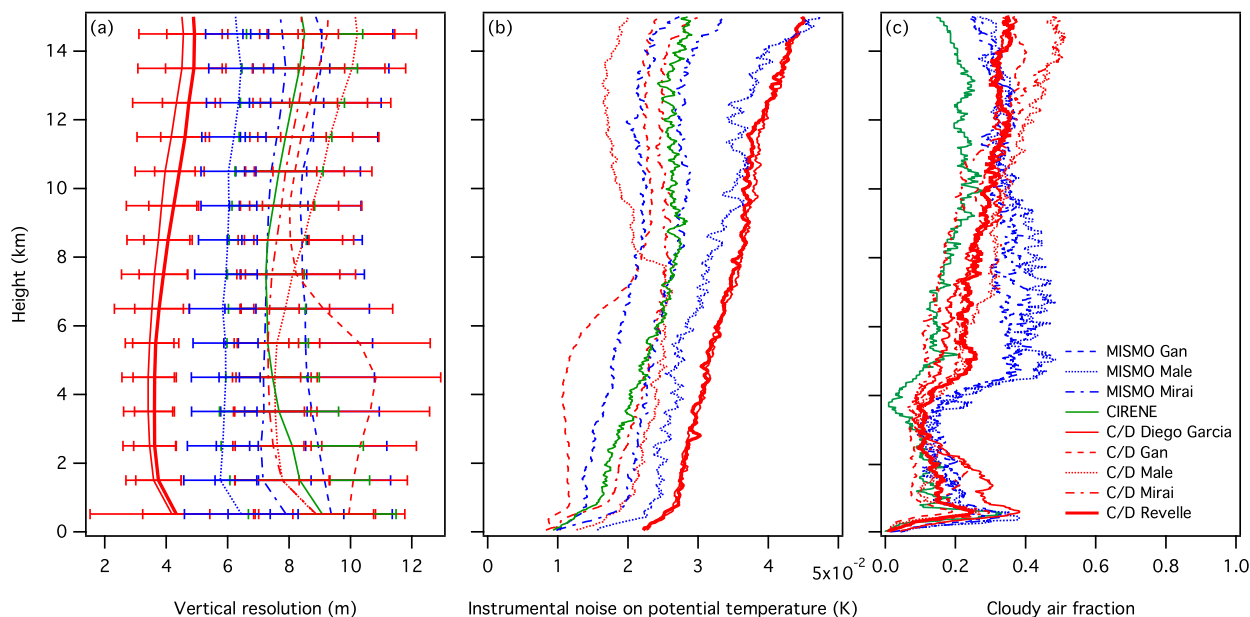 (a)
(b)
(c)
14
12
10
8
6
4
2
0
Height (km)
MISMO Gan
MISMO Male
MISMO Mirai
CIRENE
C/D Diego Garcia
C/D Gan
C/D Male
C/D Mirai
C/D Revelle
2 4 6 8 10 12
0 1 2 3 4 5x10⁻²
0.0 0.2 0.4 0.6 0.8 1.0
Vertical resolution (m)
Instrumental noise on potential temperature (K)
Cloudy air fraction